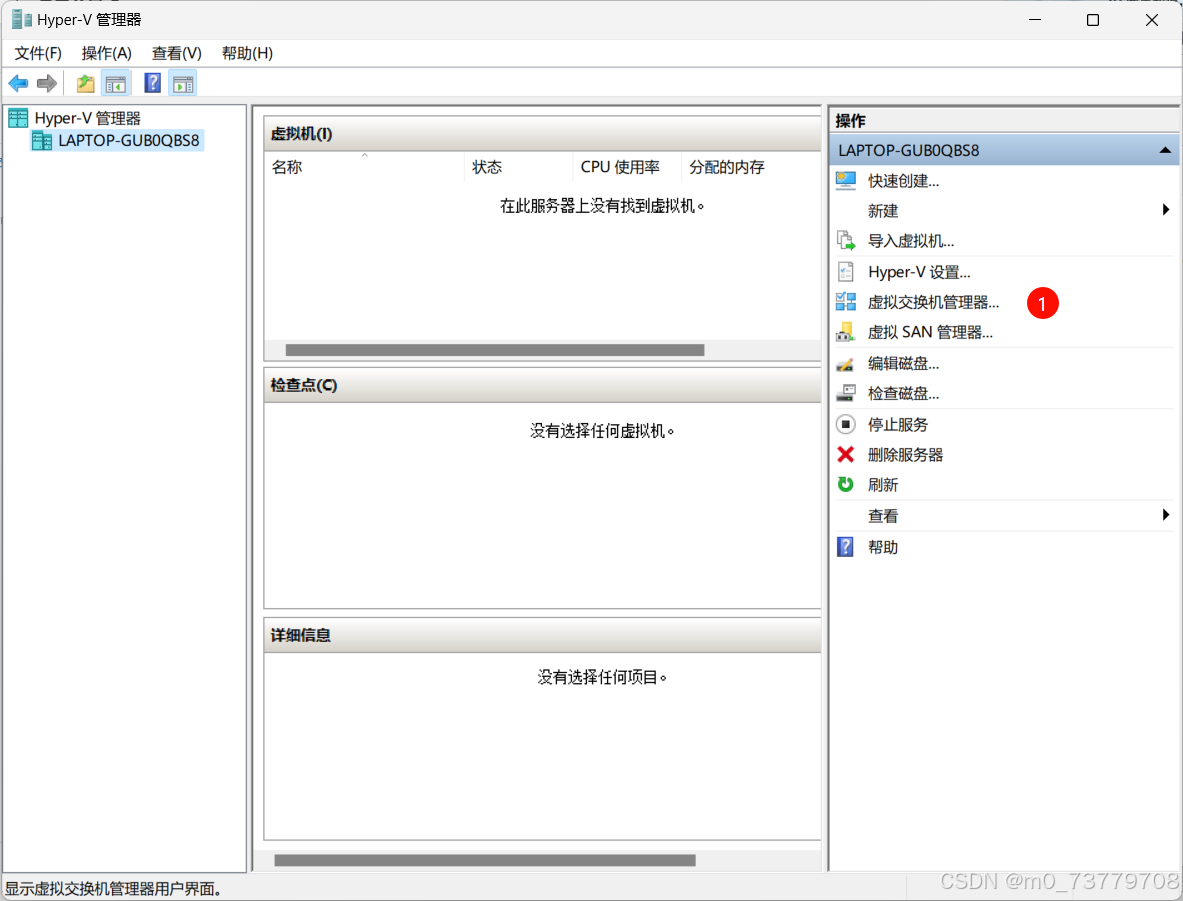 Hyper-V 管理器
文件(F) 操作(A) 查看(V) 帮助(H)
Hyper-V 管理器
LAPTOP-GUB0QBS8
虚拟机(I)
名称 状态 CPU 使用率 分配的内存
在此服务器上没有找到虚拟机。
检查点(C)
没有选择任何虚拟机。
详细信息
没有选择任何项目。
操作
LAPTOP-GUB0QBS8
快速创建...
新建
导入虚拟机...
Hyper-V 设置...
虚拟交换机管理器...
1
虚拟 SAN 管理器...
编辑磁盘...
检查磁盘...
停止服务
删除服务器
刷新
查看
帮助
显示虚拟交换机管理器用户界面。
CSDN @m0_73779708